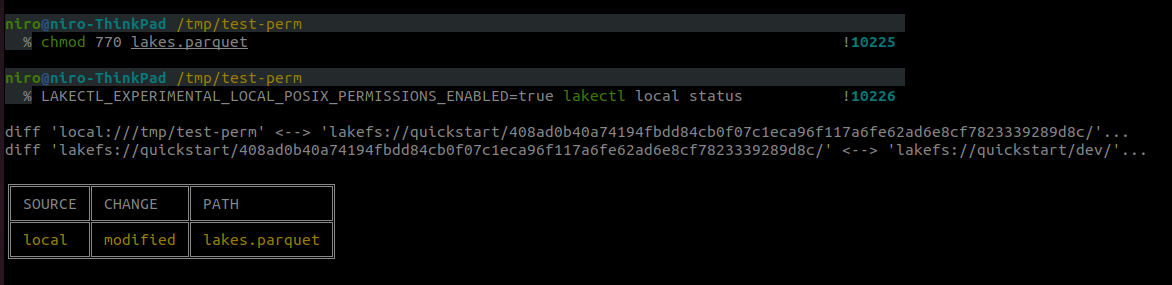 niro@niro-ThinkPad /tmp/test-perm
% chmod 770 lakes.parquet !10225
niro@niro-ThinkPad /tmp/test-perm
% LAKECTL_EXPERIMENTAL_LOCAL_POSIX_PERMISSIONS_ENABLED=true lakectl local status !10226
diff 'local:///tmp/test-perm' <--> 'lakefs://quickstart/408ad0b40a74194fbdd84cb0f07c1eca96f117a6fe62ad6e8cf7823339289d8c/'...
diff 'lakefs://quickstart/408ad0b40a74194fbdd84cb0f07c1eca96f117a6fe62ad6e8cf7823339289d8c/' <--> 'lakefs://quickstart/dev/'...
SOURCE CHANGE PATH
local modified lakes.parquet